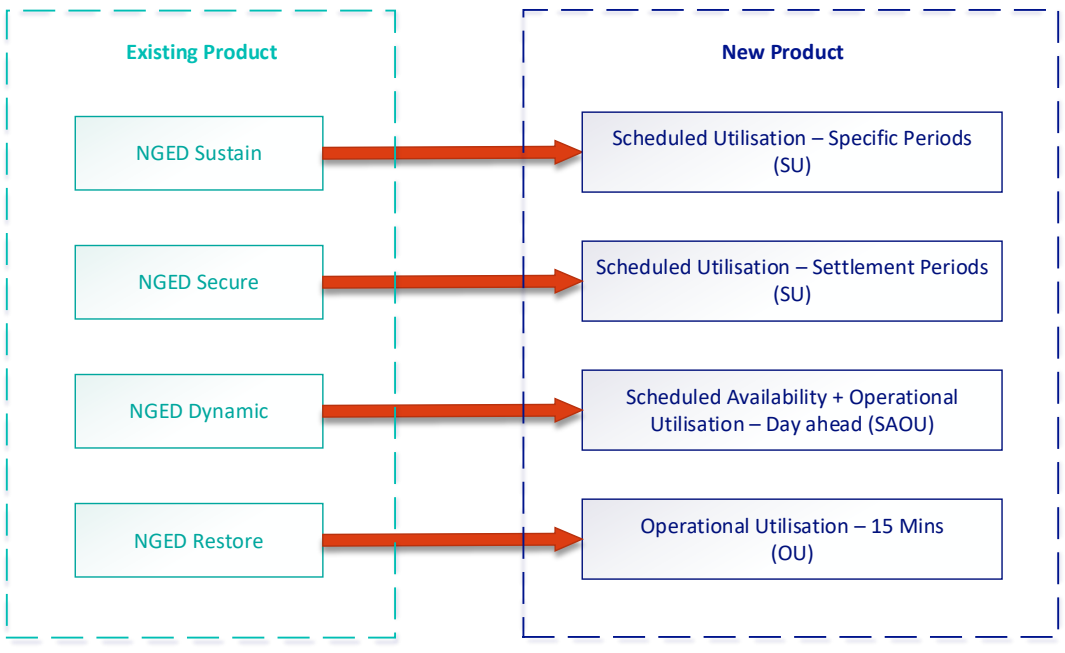 Existing Product
New Product
NGED Sustain
Scheduled Utilisation – Specific Periods
(SU)
NGED Secure
Scheduled Utilisation – Settlement Periods
(SU)
NGED Dynamic
Scheduled Availability + Operational
Utilisation – Day ahead (SAOU)
NGED Restore
Operational Utilisation – 15 Mins
(OU)